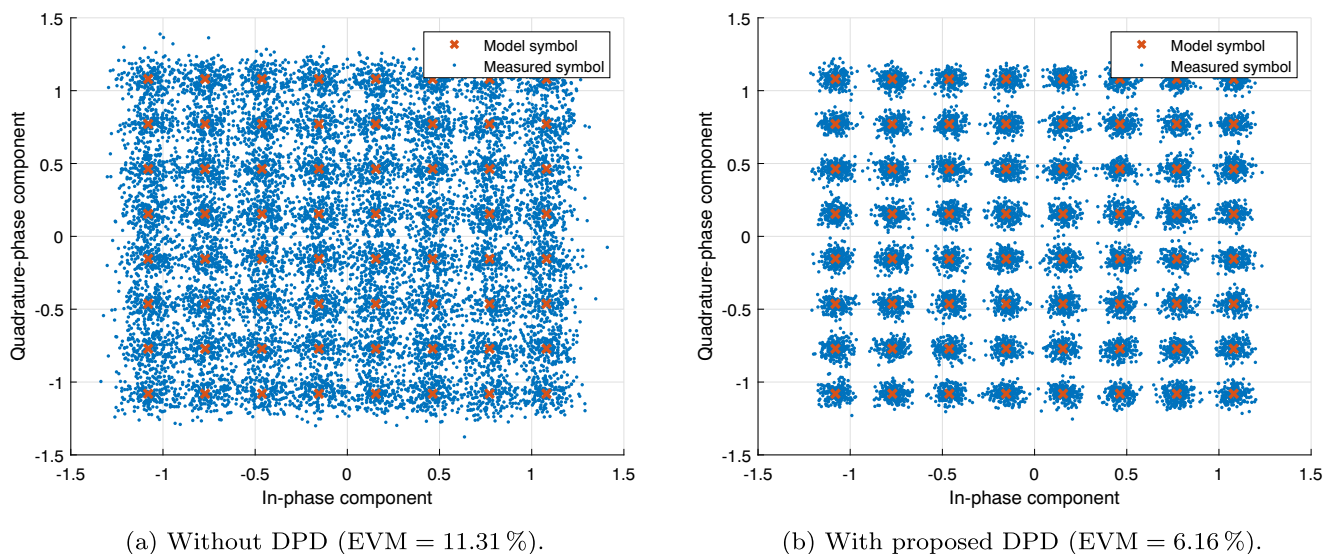 1.5
1
0.5
0
-0.5
-1
-1.5
Quadrature-phase component
Model symbol
Measured symbol
-1.5 -1 -0.5 0 0.5 1 1.5
In-phase component
(a) Without DPD (EVM = 11.31 %).
1.5
1
0.5
0
-0.5
-1
-1.5
Quadrature-phase component
Model symbol
Measured symbol
-1.5 -1 -0.5 0 0.5 1 1.5
In-phase component
(b) With proposed DPD (EVM = 6.16 %).